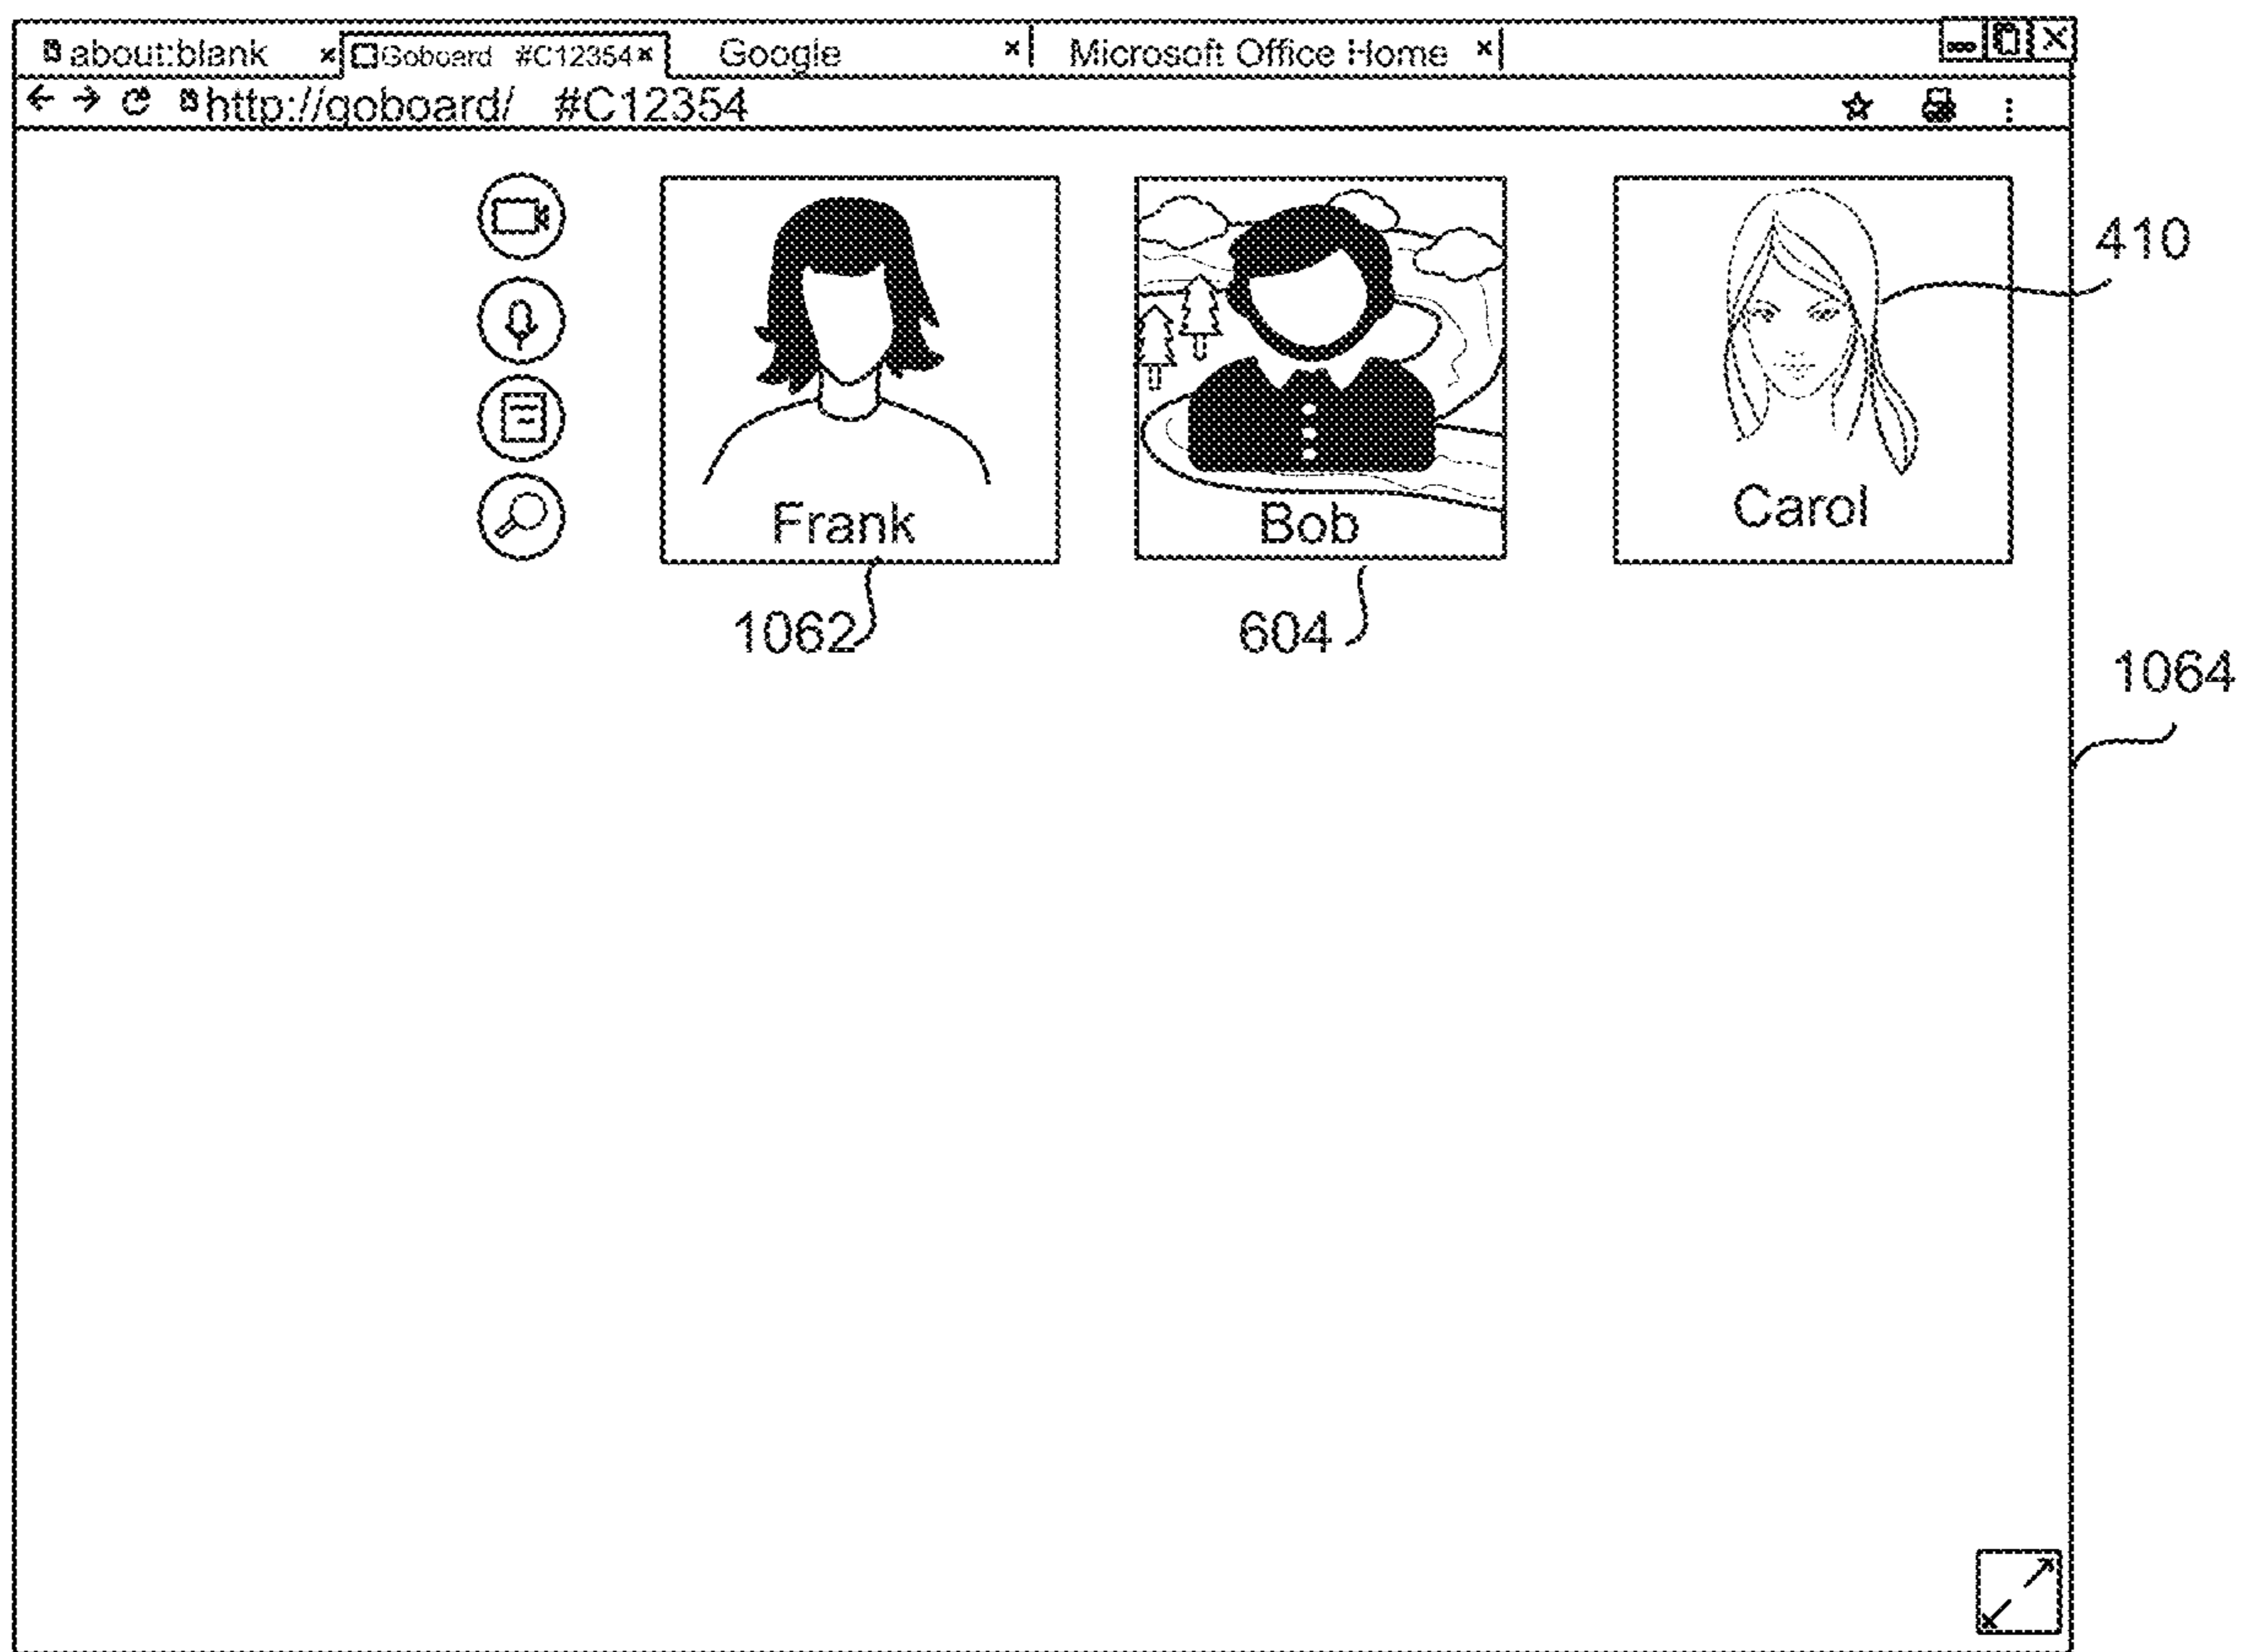 about:blank × Goboard #C12354× Google × Microsoft Office Home ×
http://goboard/ #C12354
410
Frank Bob Carol
1062 604
1064